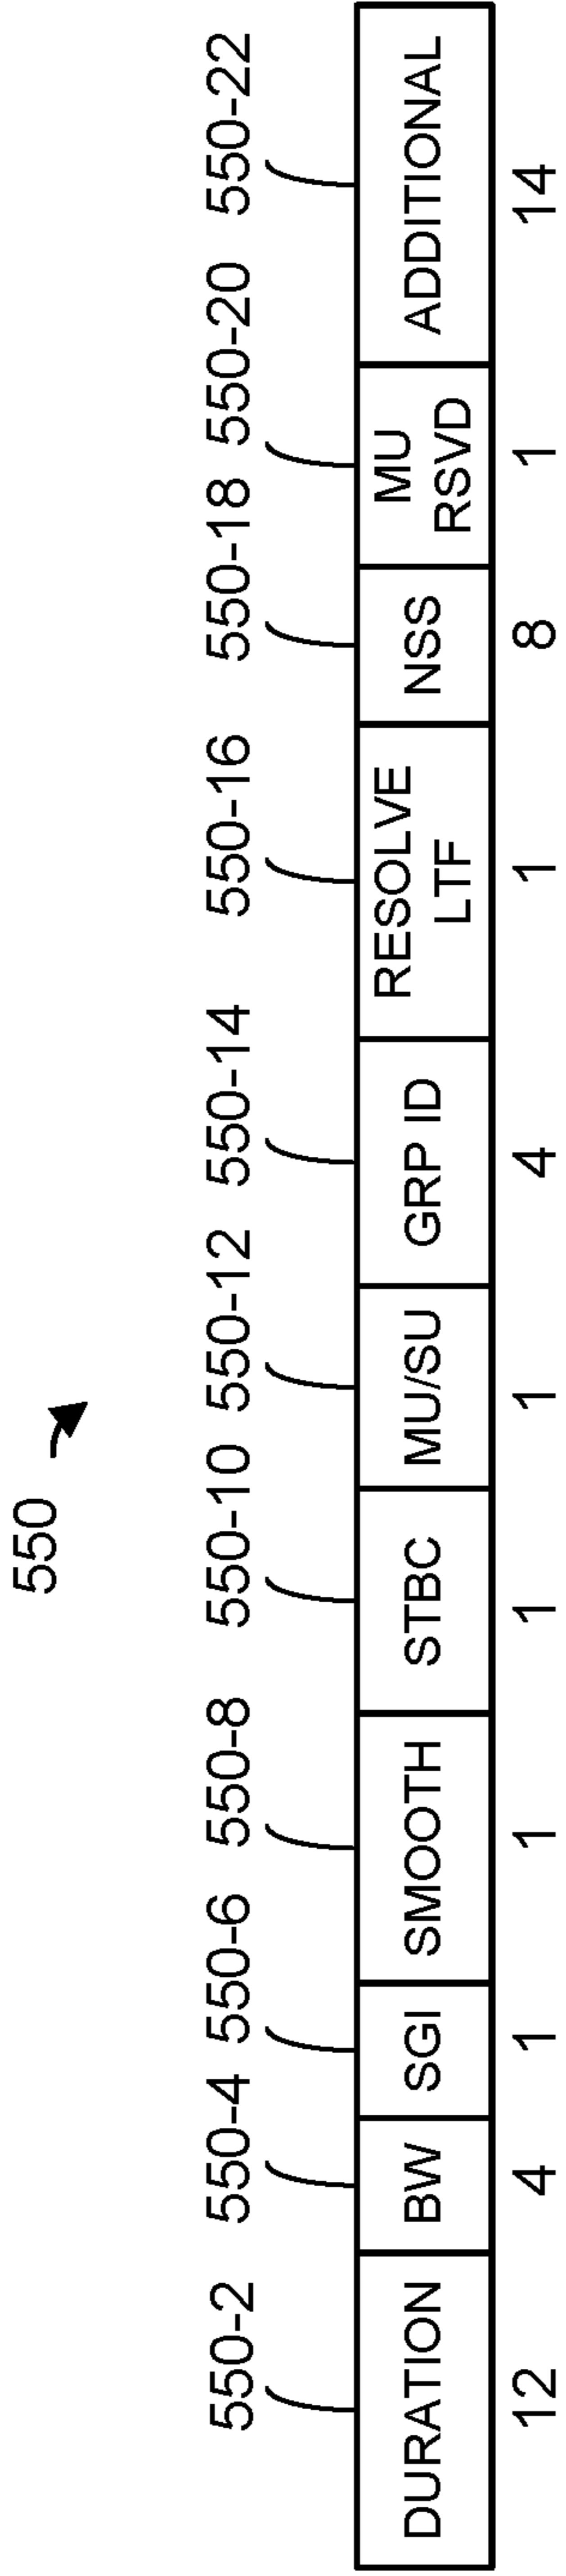 550
550-2 550-4 550-6 550-8 550-10 550-12 550-14 550-16 550-18 550-20 550-22
DURATION BW SGI SMOOTH STBC MU/SU GRP ID RESOLVE LTF NSS MU RSVD ADDITIONAL
12 4 1 1 1 1 4 1 8 1 14